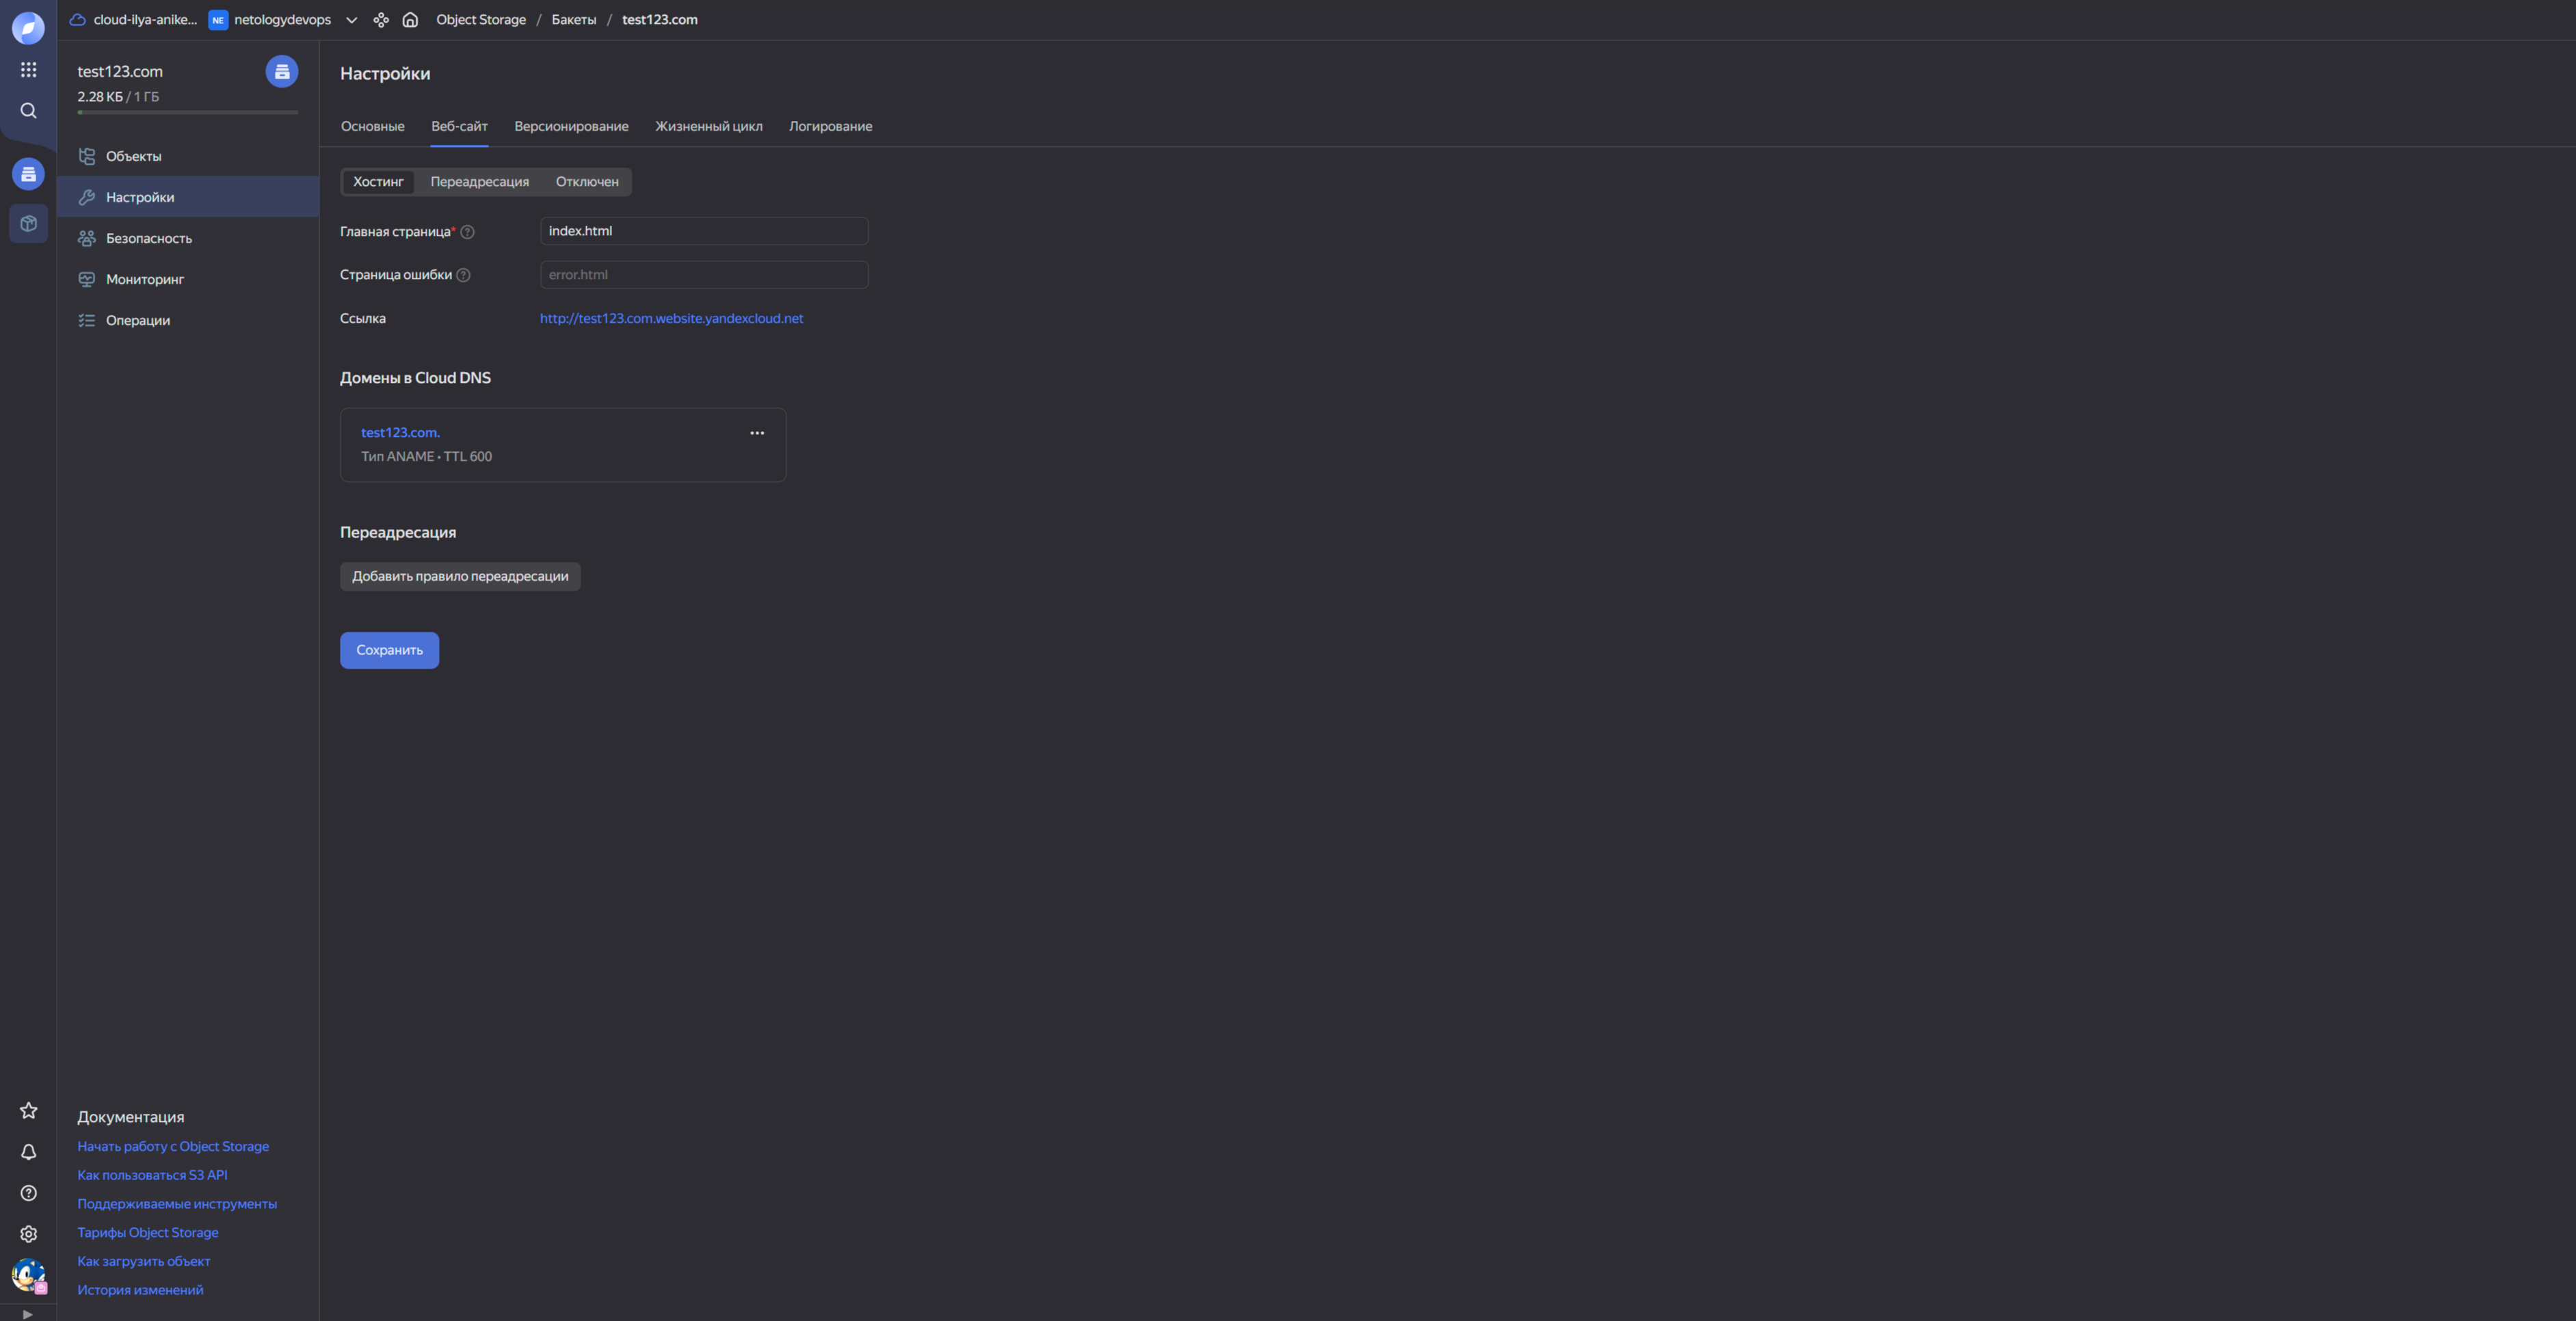 cloud-ilya-anike... NE netologydevops Object Storage / Бакеты / test123.com
test123.com
2.28 КБ / 1 ГБ
Объекты
Настройки
Безопасность
Мониторинг
Операции
Документация
Начать работу с Object Storage
Как пользоваться S3 API
Поддерживаемые инструменты
Тарифы Object Storage
Как загрузить объект
История изменений
Настройки
Основные Веб-сайт Версионирование Жизненный цикл Логирование
Хостинг Переадресация Отключен
Главная страница* index.html
Страница ошибки error.html
Ссылка http://test123.com.website.yandexcloud.net
Домены в Cloud DNS
test123.com.
Тип ANAME • TTL 600
Переадресация
Добавить правило переадресации
Сохранить